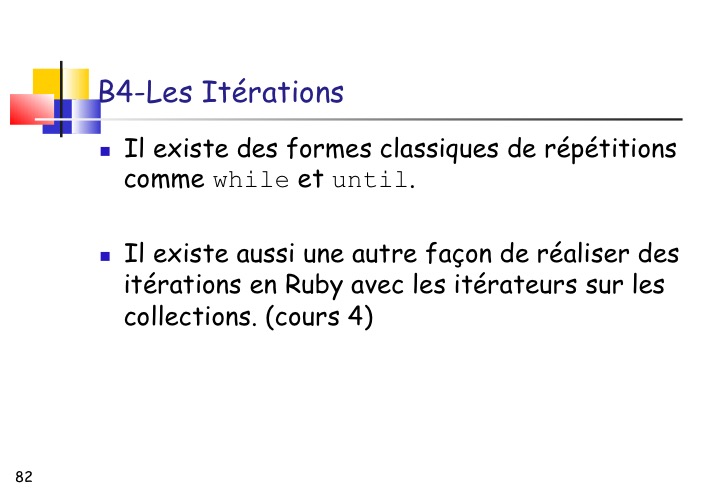 B4-Les Itérations
Il existe des formes classiques de répétitions
comme while et until.
Il existe aussi une autre façon de réaliser des
itérations en Ruby avec les itérateurs sur les
collections. (cours 4)
82